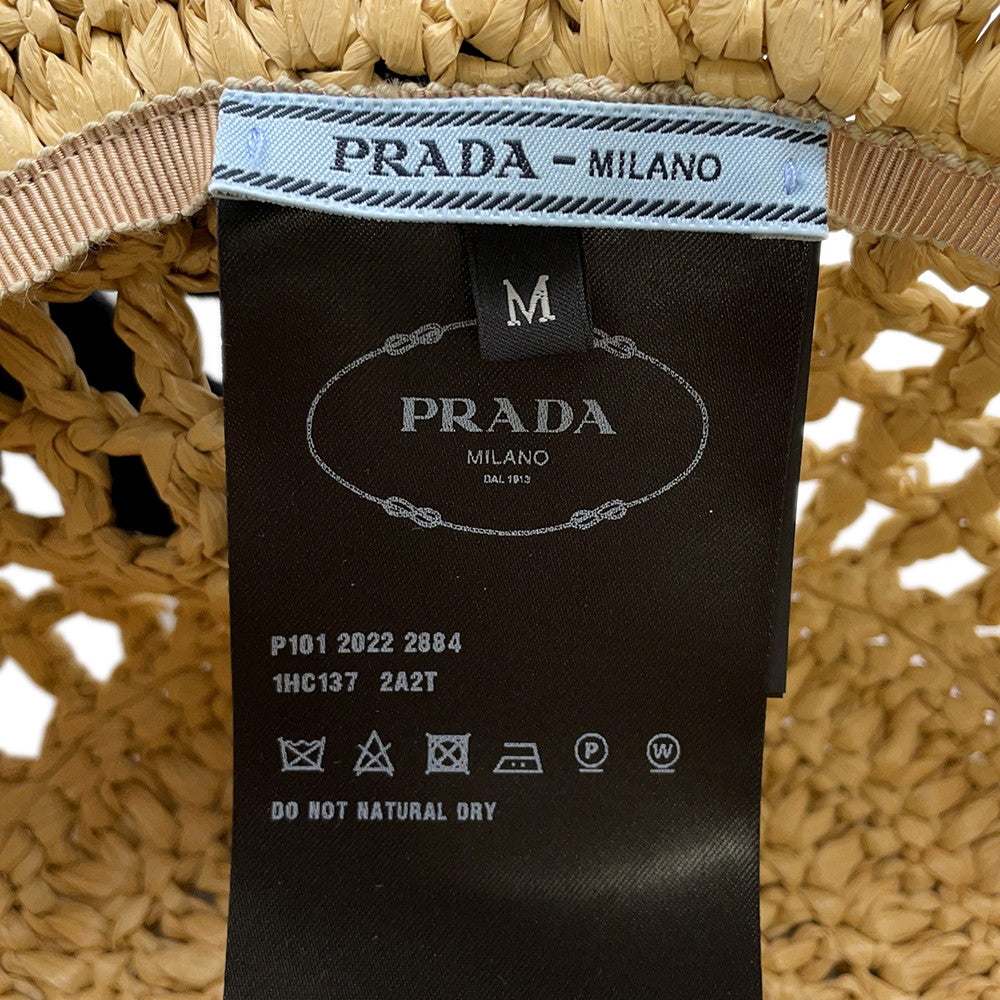 PRADA - MILANO
M
PRADA
MILANO
DAL 1913
P101 2022 2884
1HC137 2A2T
P W
DO NOT NATURAL DRY